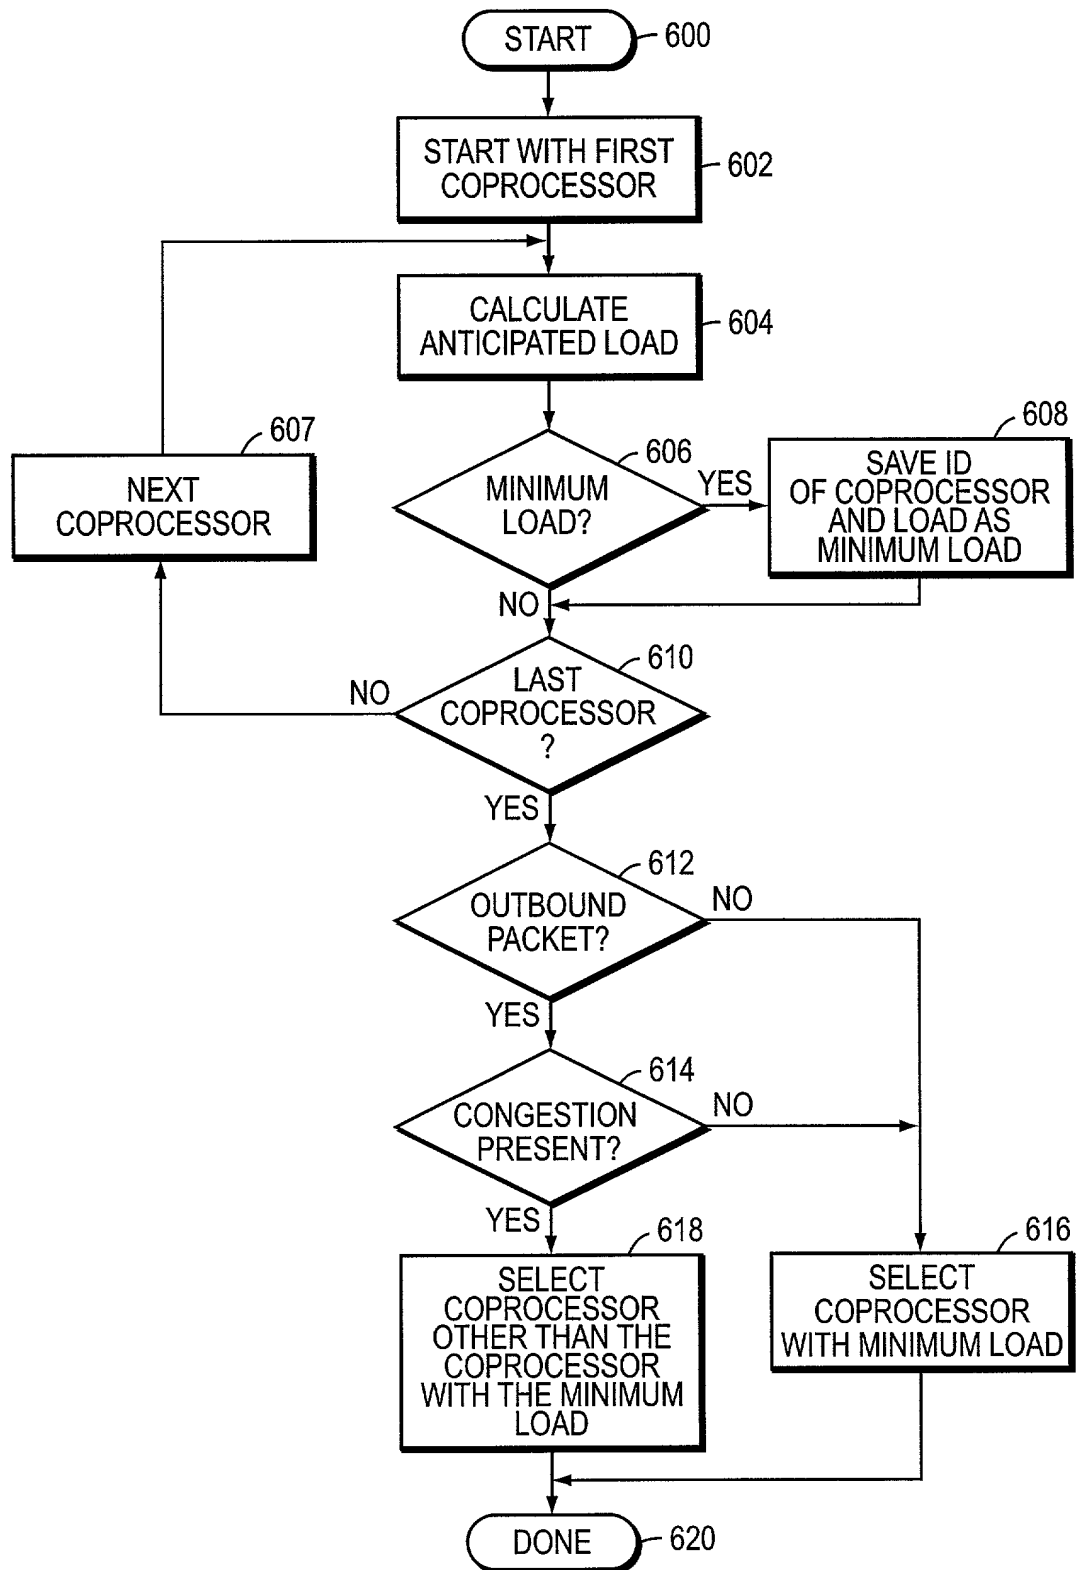 START
600
START WITH FIRST
COPROCESSOR
602
CALCULATE
ANTICIPATED LOAD
604
607
NEXT
COPROCESSOR
606
MINIMUM
LOAD?
YES
608
SAVE ID
OF COPROCESSOR
AND LOAD AS
MINIMUM LOAD
NO
610
LAST
COPROCESSOR
?
NO
YES
612
OUTBOUND
PACKET?
NO
YES
614
CONGESTION
PRESENT?
NO
YES
618
SELECT
COPROCESSOR
OTHER THAN THE
COPROCESSOR
WITH THE MINIMUM
LOAD
616
SELECT
COPROCESSOR
WITH MINIMUM LOAD
DONE
620